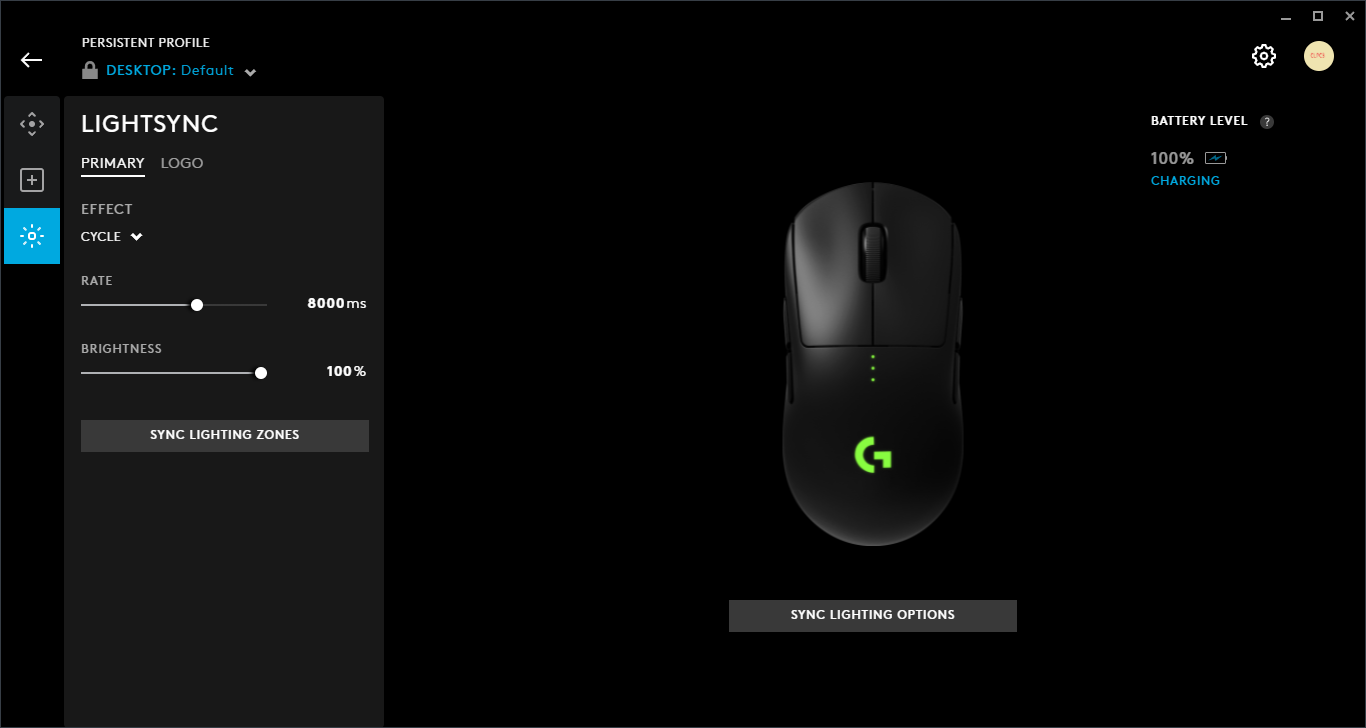 PERSISTENT PROFILE
DESKTOP: Default
LIGHTSYNC
PRIMARY LOGO
EFFECT
CYCLE
RATE
8000ms
BRIGHTNESS
100%
SYNC LIGHTING ZONES
BATTERY LEVEL ?
100%
CHARGING
G
SYNC LIGHTING OPTIONS